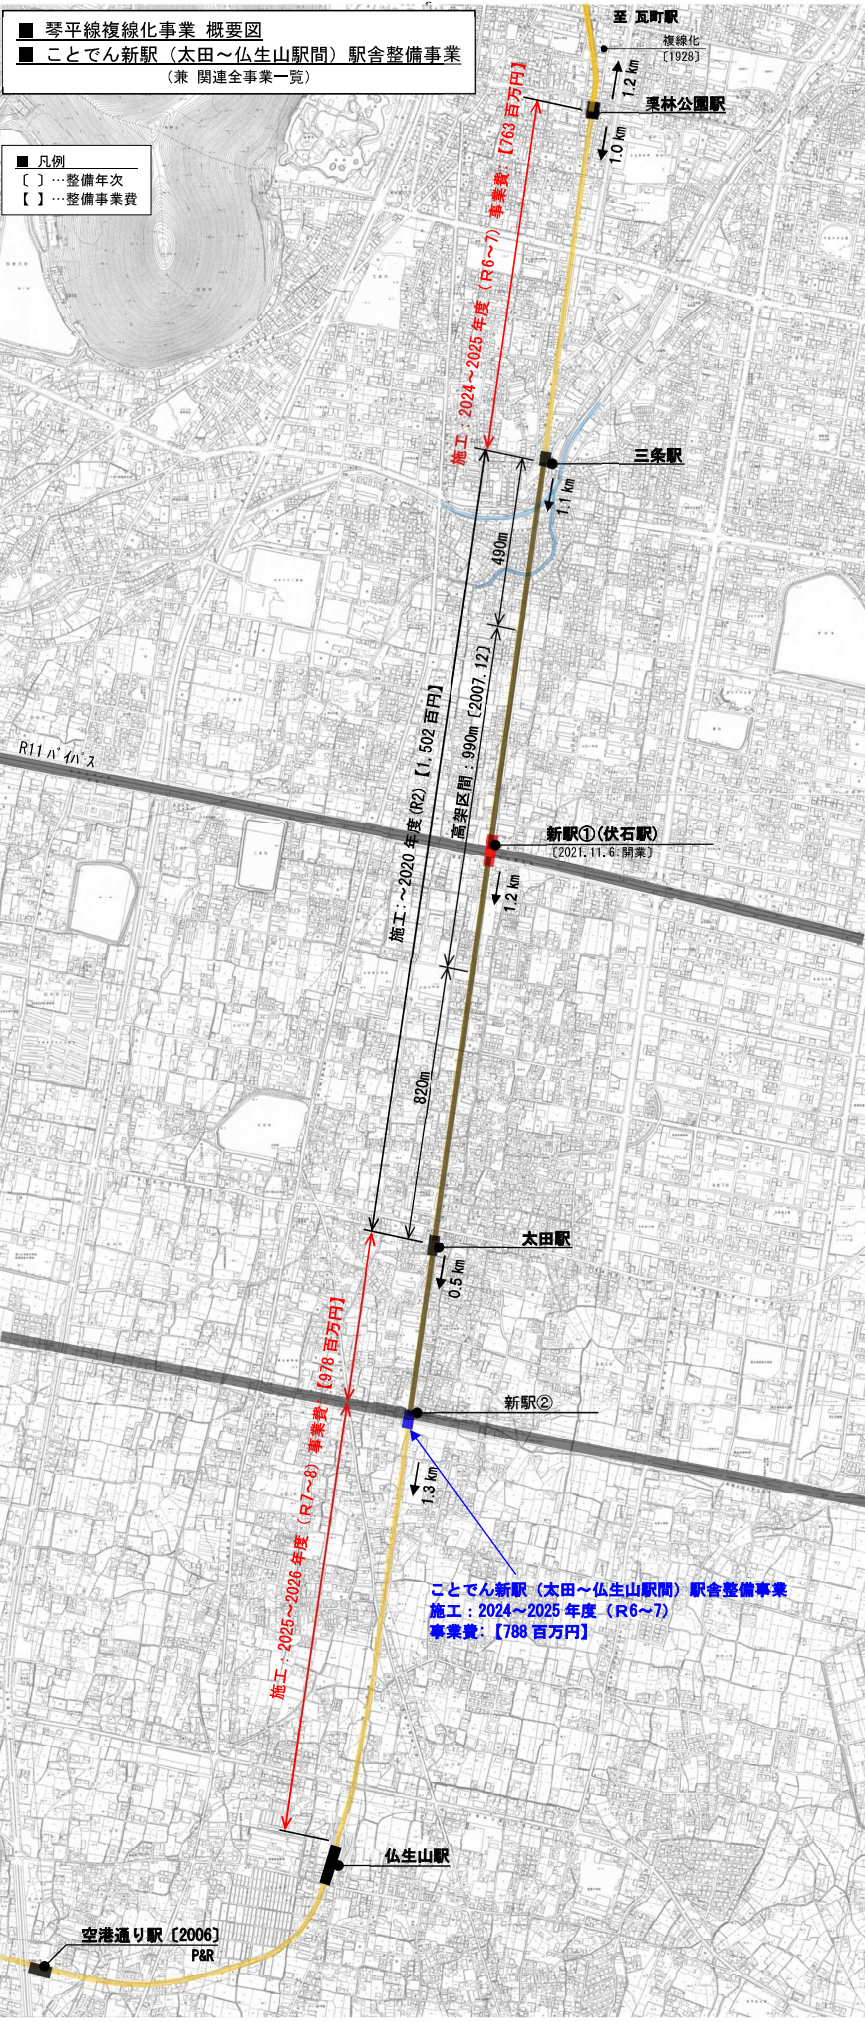 ■ 琴平線複線化事業 概要図
■ ことでん新駅（太田～仏生山駅間）駅舎整備事業
（兼 関連全事業一覧）
至 瓦町駅
複線化
〔1928〕
1.2 km
栗林公園駅
1.0 km
■ 凡例
〔 〕…整備年次
【 】…整備事業費
施工：2024～2025 年度（Ｒ6～7） 事業費：【763 百万円】
三条駅
1.1 km
490m
高架区間：990m〔2007.12〕
施工：～2020 年度(R2)【1,502 百万円】
R11 ﾊﾞｲﾊﾟｽ
新駅①(伏石駅)
〔2021.11.6:開業〕
1.2 km
820m
太田駅
0.5 km
新駅②
施工：2025～2026 年度（Ｒ7～8） 事業費：【978 百万円】
1.3 km
ことでん新駅（太田～仏生山駅間）駅舎整備事業
施工：2024～2025 年度（Ｒ6～7）
事業費：【788 百万円】
仏生山駅
空港通り駅〔2006〕
P&R